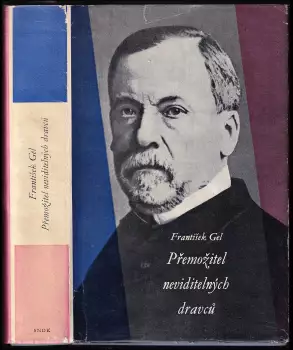 František Gel
Přemožitel neviditelných dravců
SNDK
František Gel
Přemožitel
neviditelných
dravců